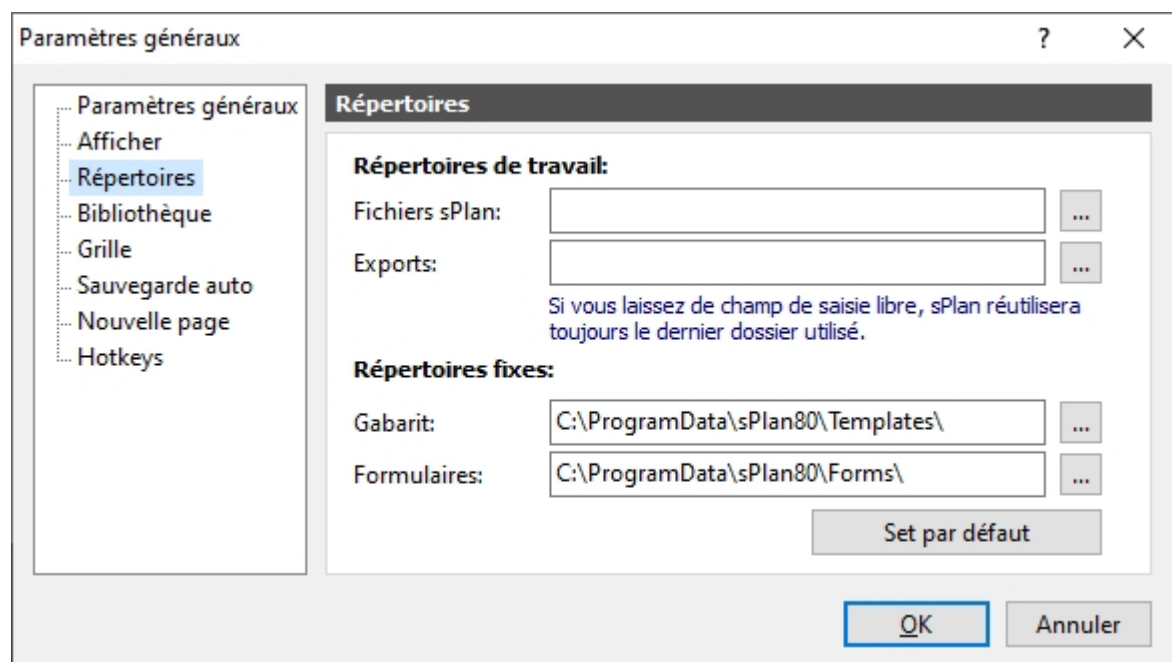 Paramètres généraux ?
Paramètres généraux
Afficher
Répertoires
Bibliothèque
Grille
Sauvegarde auto
Nouvelle page
Hotkeys
Répertoires
Répertoires de travail:
Fichiers sPlan: ...
Exports: ...
Si vous laissez de champ de saisie libre, sPlan réutilisera
toujours le dernier dossier utilisé.
Répertoires fixes:
Gabarit: C:\ProgramData\sPlan80\Templates\ ...
Formulaires: C:\ProgramData\sPlan80\Forms\ ...
Set par défaut
OK Annuler